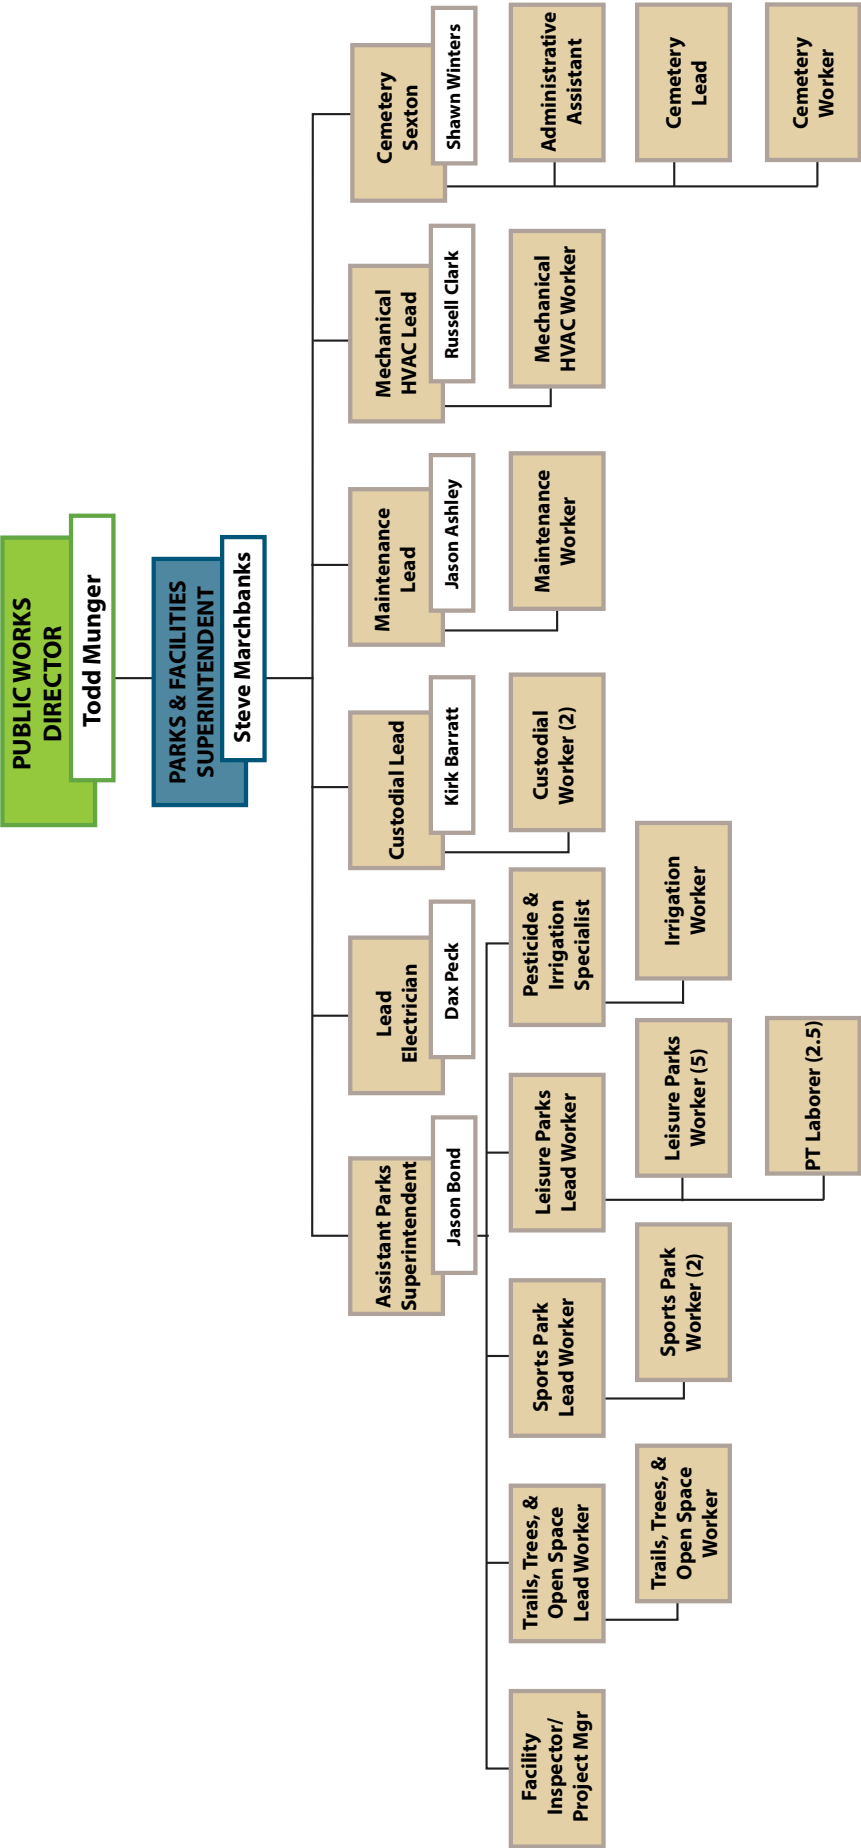 PUBLIC WORKS
DIRECTOR
Todd Munger
PARKS & FACILITIES
SUPERINTENDENT
Steve Marchbanks
Assistant Parks
Superintendent
Jason Bond
Lead
Electrician
Dax Peck
Custodial Lead
Kirk Barratt
Maintenance
Lead
Jason Ashley
Mechanical
HVAC Lead
Russell Clark
Cemetery
Sexton
Shawn Winters
Facility
Inspector/
Project Mgr
Trails, Trees, &
Open Space
Lead Worker
Sports Park
Lead Worker
Leisure Parks
Lead Worker
Pesticide &
Irrigation
Specialist
Custodial
Worker (2)
Maintenance
Worker
Mechanical
HVAC Worker
Administrative
Assistant
Trails, Trees, &
Open Space
Worker
Sports Park
Worker (2)
Leisure Parks
Worker (5)
Irrigation
Worker
Cemetery
Lead
PT Laborer (2.5)
Cemetery
Worker